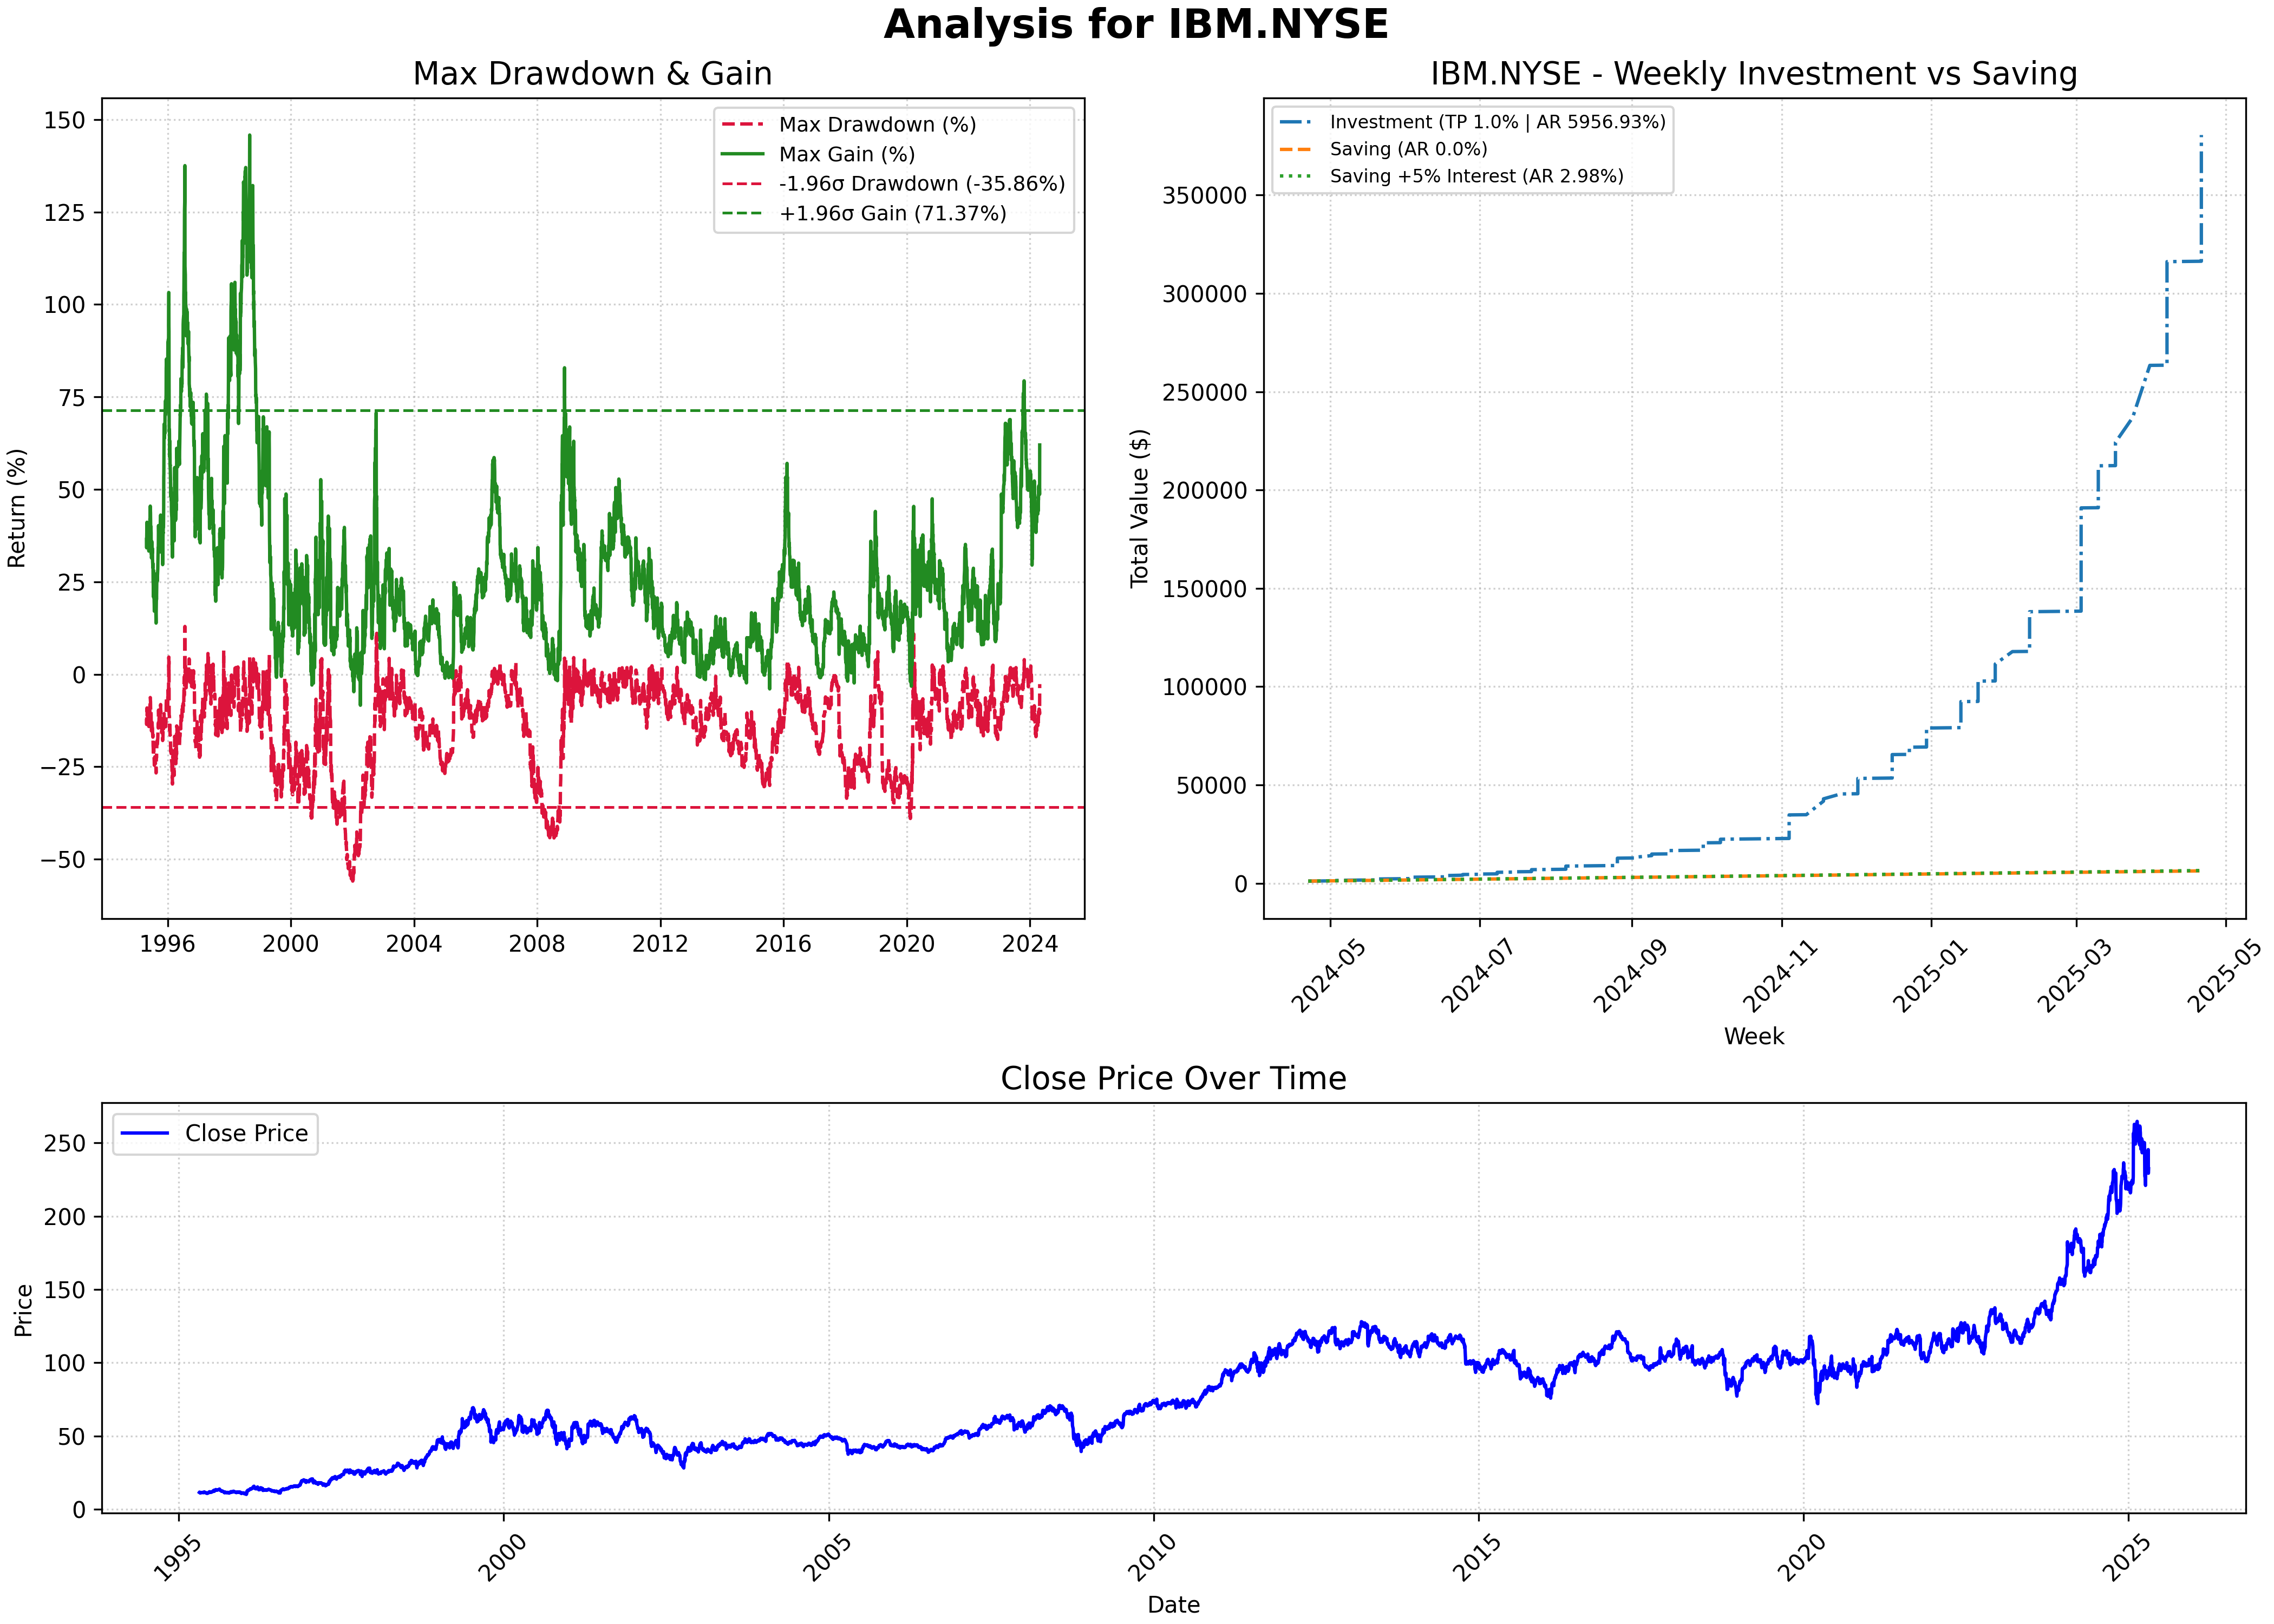 Analysis for IBM.NYSE
Max Drawdown & Gain
Return (%)
150
125
100
75
50
25
0
−25
−50
Max Drawdown (%)
Max Gain (%)
-1.96σ Drawdown (-35.86%)
+1.96σ Gain (71.37%)
1996
2000
2004
2008
2012
2016
2020
2024
IBM.NYSE - Weekly Investment vs Saving
Total Value ($)
350000
300000
250000
200000
150000
100000
50000
0
Investment (TP 1.0% | AR 5956.93%)
Saving (AR 0.0%)
Saving +5% Interest (AR 2.98%)
2024-05
2024-07
2024-09
2024-11
2025-01
2025-03
2025-05
Week
Close Price Over Time
Price
250
200
150
100
50
0
Close Price
1995
2000
2005
2010
2015
2020
2025
Date